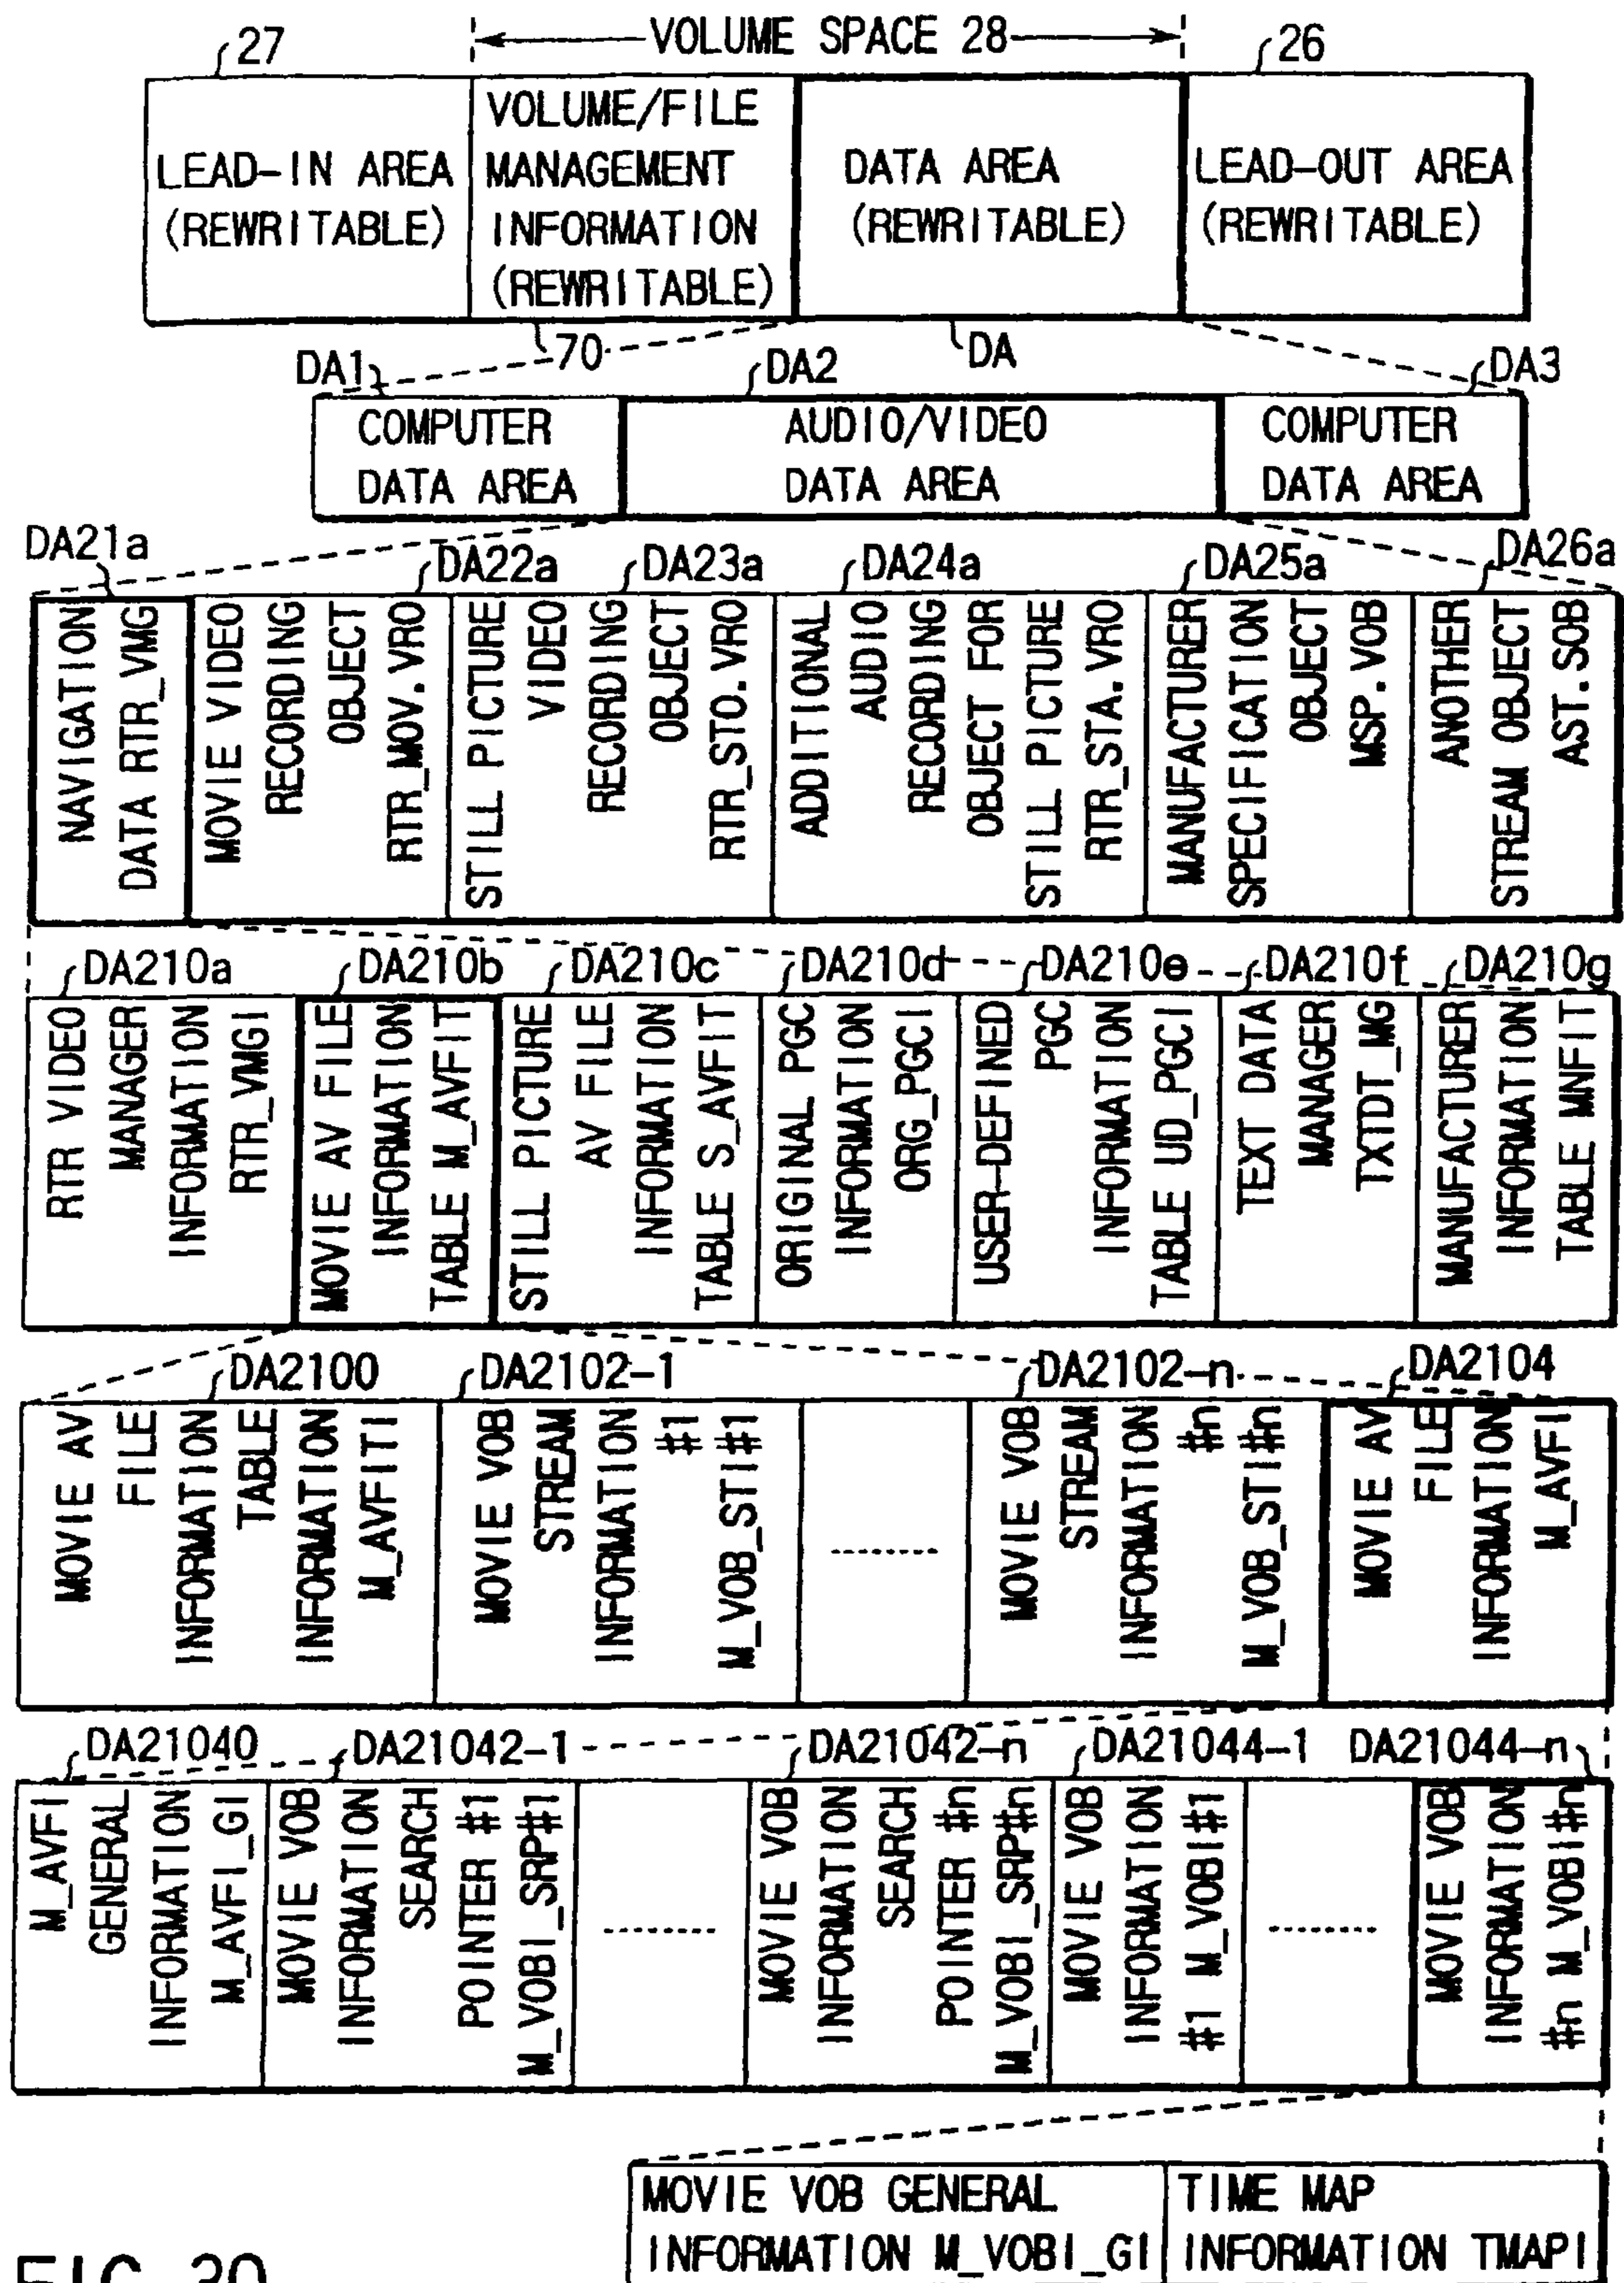 27
VOLUME SPACE 28
26
LEAD-IN AREA
(REWRITABLE)
VOLUME/FILE
MANAGEMENT
INFORMATION
(REWRITABLE)
DATA AREA
(REWRITABLE)
LEAD-OUT AREA
(REWRITABLE)
70
DA
DA1
DA2
DA3
COMPUTER
DATA AREA
AUDIO/VIDEO
DATA AREA
COMPUTER
DATA AREA
DA21a
DA22a
DA23a
DA24a
DA25a
DA26a
NAVIGATION
DATA RTR_VMG
MOVIE VIDEO
RECORDING
OBJECT
RTR_MOV.VRO
STILL PICTURE
VIDEO
RECORDING
OBJECT
RTR_STO.VRO
ADDITIONAL
AUDIO
RECORDING
OBJECT FOR
STILL PICTURE
RTR_STA.VRO
MANUFACTURER
SPECIFICATION
OBJECT
MSP.VOB
ANOTHER
STREAM OBJECT
AST.SOB
DA210a
DA210b
DA210c
DA210d
DA210e
DA210f
DA210g
RTR VIDEO
MANAGER
INFORMATION
RTR_VMGI
MOVIE AV FILE
INFORMATION
TABLE M_AVFIT
STILL PICTURE
AV FILE
INFORMATION
TABLE S_AVFIT
ORIGINAL PGC
INFORMATION
ORG_PGCI
USER-DEFINED
PGC
INFORMATION
TABLE UD_PGCI
TEXT DATA
MANAGER
TXTDT_MG
MANUFACTURER
INFORMATION
TABLE MNFIT
DA2100
DA2102-1
DA2102-n
DA2104
MOVIE AV
FILE
INFORMATION
TABLE
INFORMATION
M_AVFITI
MOVIE VOB
STREAM
INFORMATION
#1
M_VOB_STI#1
MOVIE VOB
STREAM
INFORMATION
#n
M_VOB_STI#n
MOVIE AV
FILE
INFORMATION
M_AVFI
DA21040
DA21042-1
DA21042-n
DA21044-1
DA21044-n
M_AVFI
GENERAL
INFORMATION
M_AVFI_GI
MOVIE VOB
INFORMATION
SEARCH
POINTER #1
M_VOBI_SRP#1
MOVIE VOB
INFORMATION
SEARCH
POINTER #n
M_VOBI_SRP#n
MOVIE VOB
INFORMATION
#1 M_VOBI#1
MOVIE VOB
INFORMATION
#n M_VOBI#n
MOVIE VOB GENERAL
INFORMATION M_VOBI_GI
TIME MAP
INFORMATION TMAPI
FIG. 30